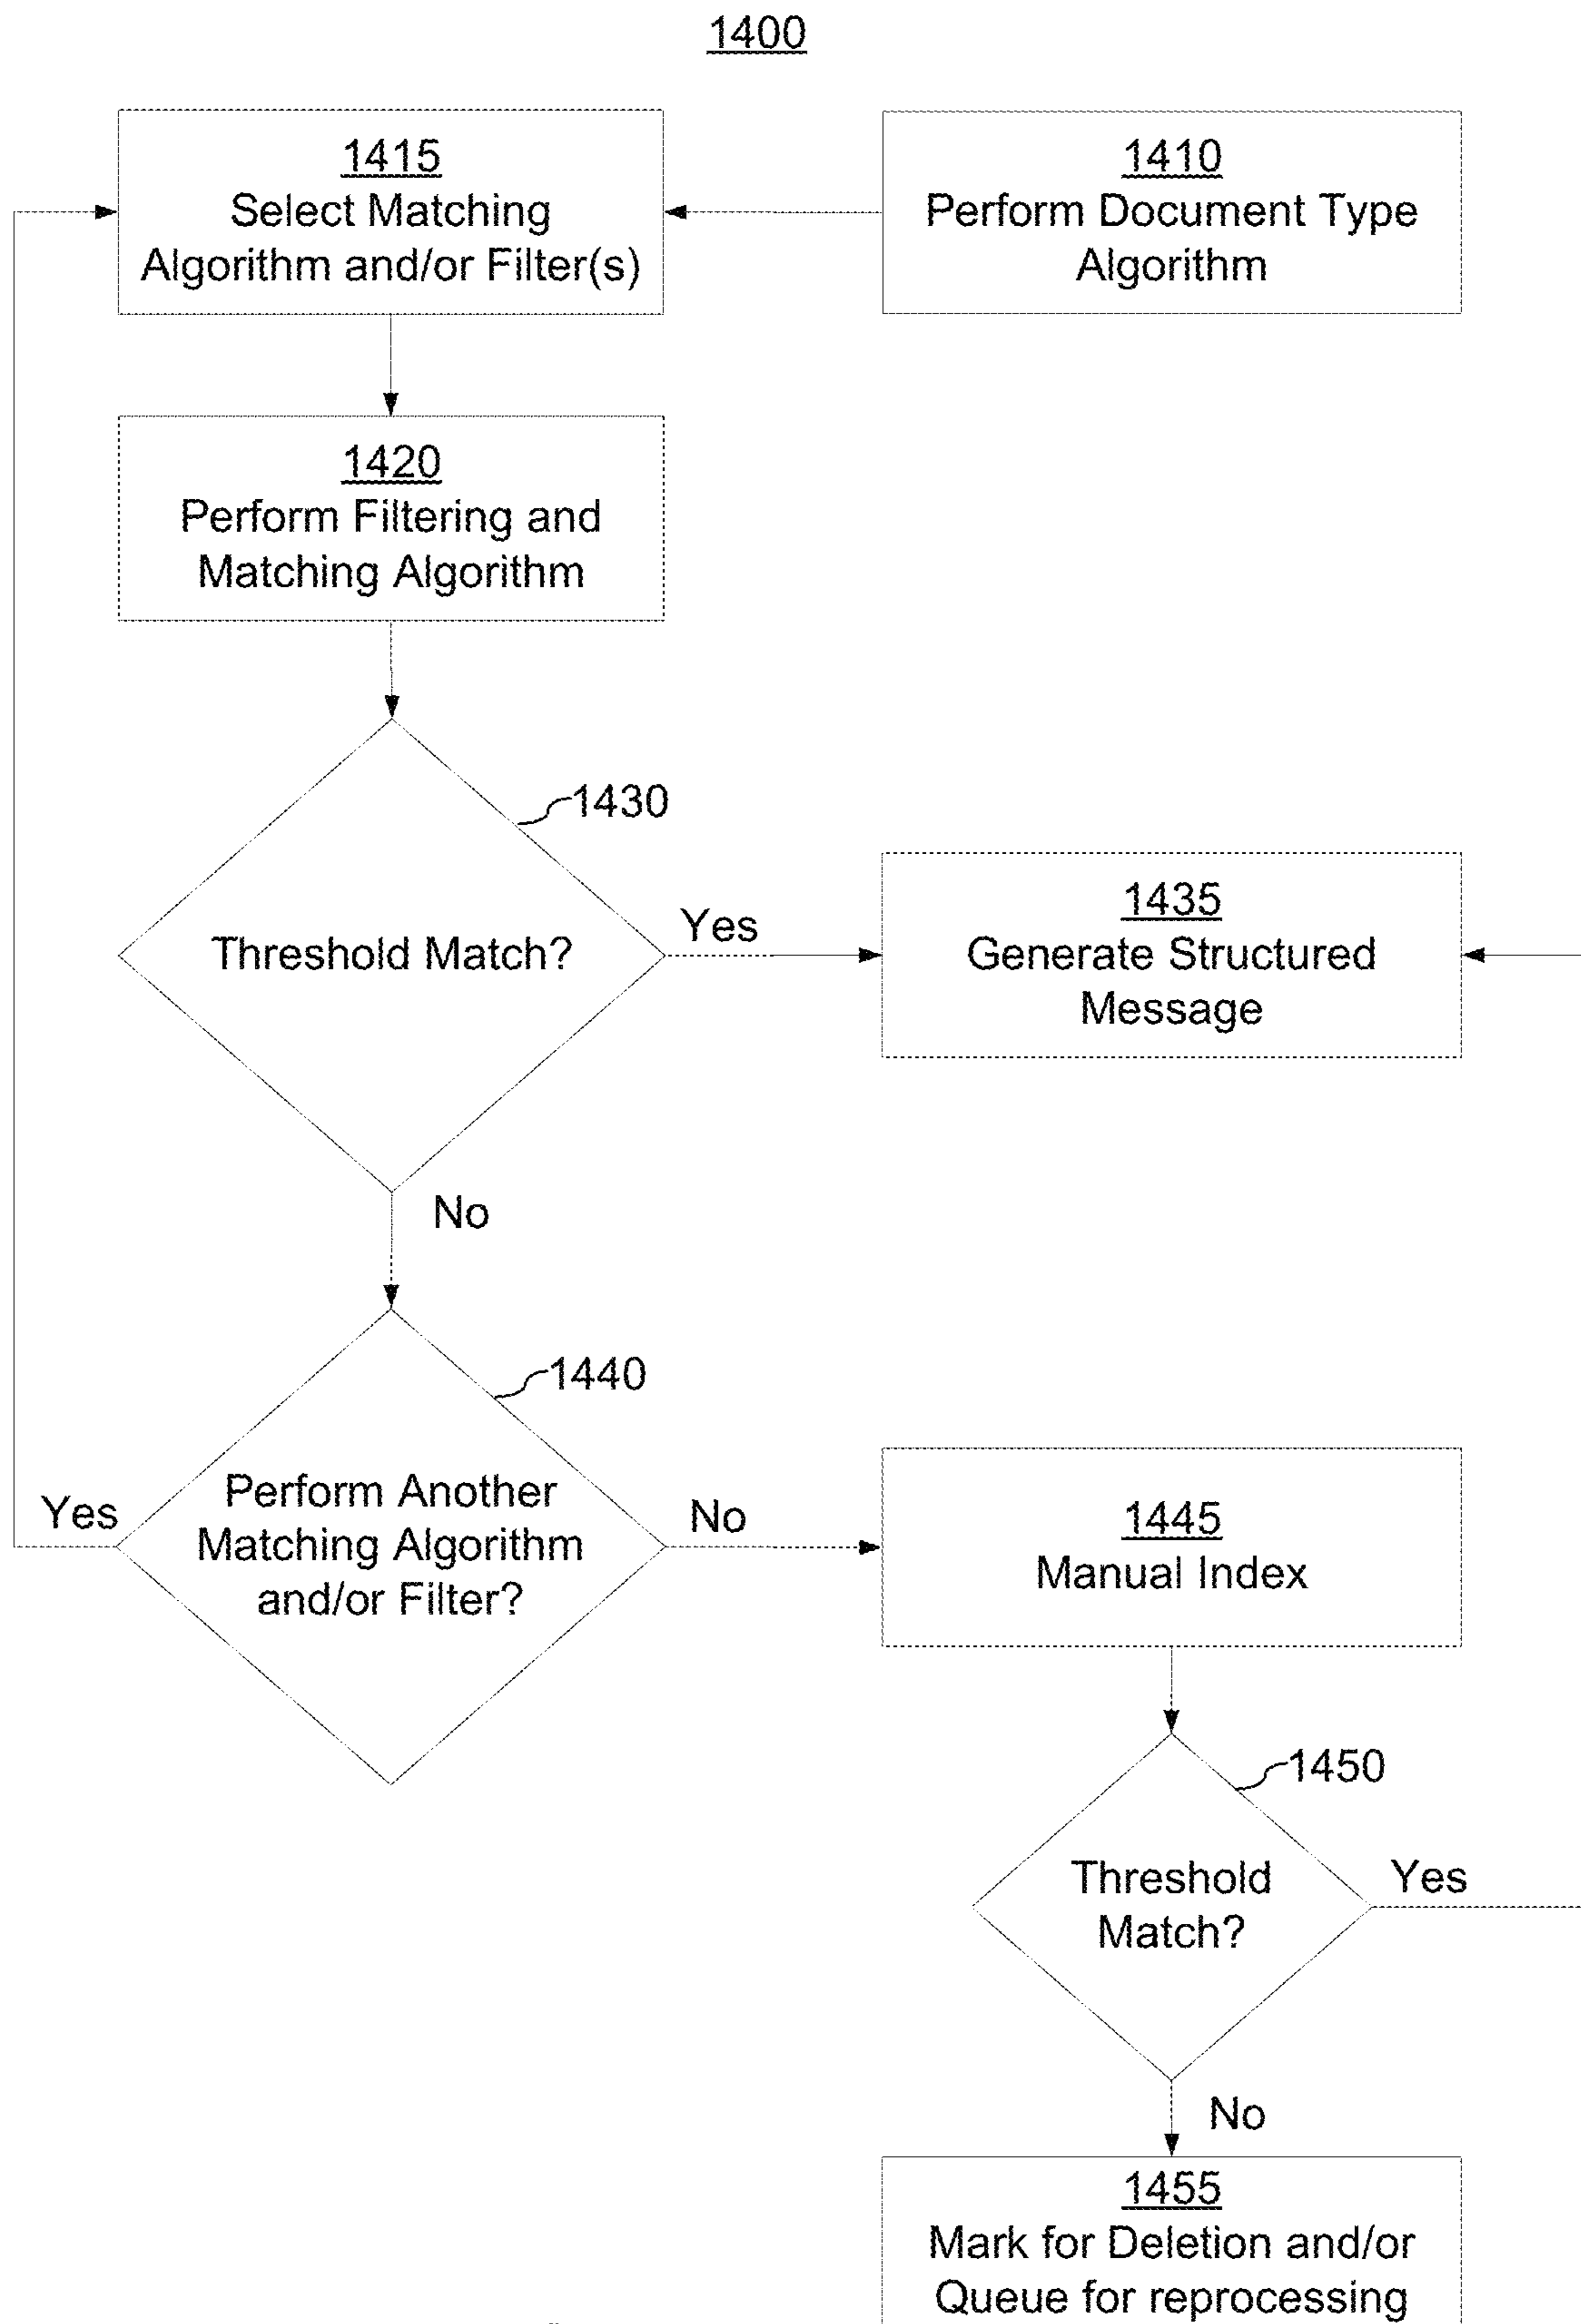 1400
1415
Select Matching
Algorithm and/or Filter(s)
1410
Perform Document Type
Algorithm
1420
Perform Filtering and
Matching Algorithm
1430
Threshold Match?
Yes
1435
Generate Structured
Message
No
1440
Perform Another
Matching Algorithm
and/or Filter?
Yes
No
1445
Manual Index
1450
Threshold
Match?
Yes
No
1455
Mark for Deletion and/or
Queue for reprocessing